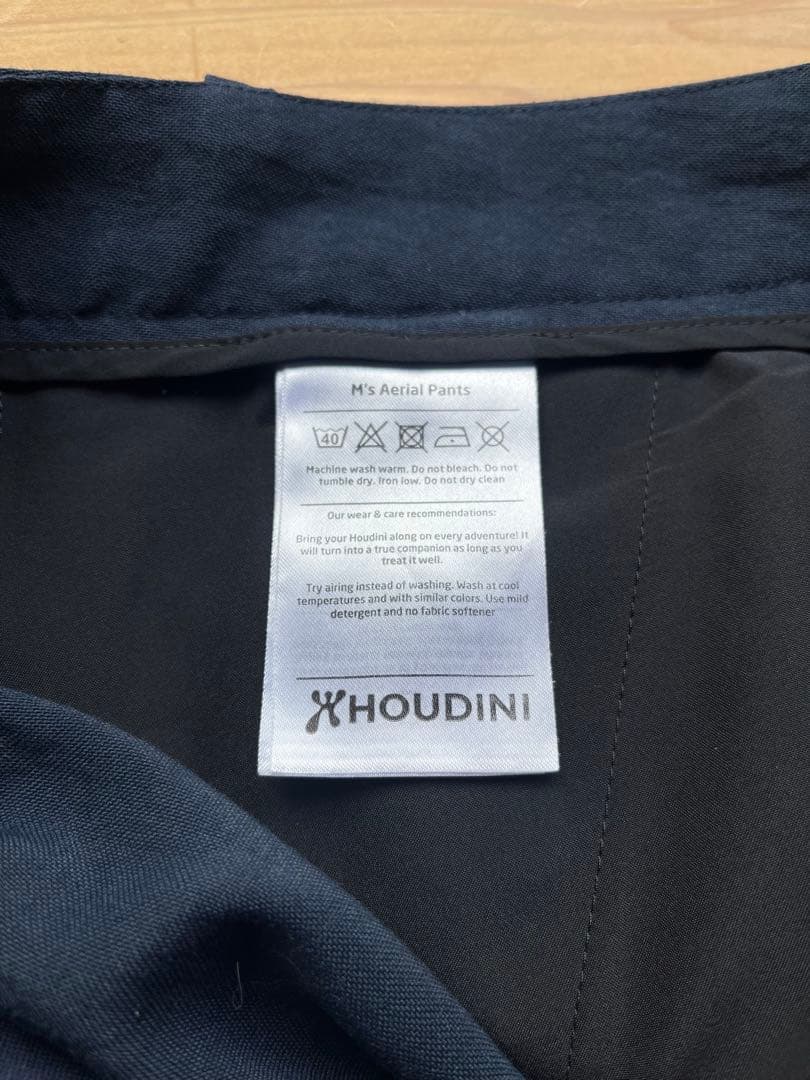 M's Aerial Pants
40
Machine wash warm. Do not bleach. Do not
tumble dry. Iron low. Do not dry clean
Our wear & care recommendations:
Bring your Houdini along on every adventure! It
will turn into a true companion as long as you
treat it well.
Try airing instead of washing. Wash at cool
temperatures and with similar colors. Use mild
detergent and no fabric softener
HOUDINI